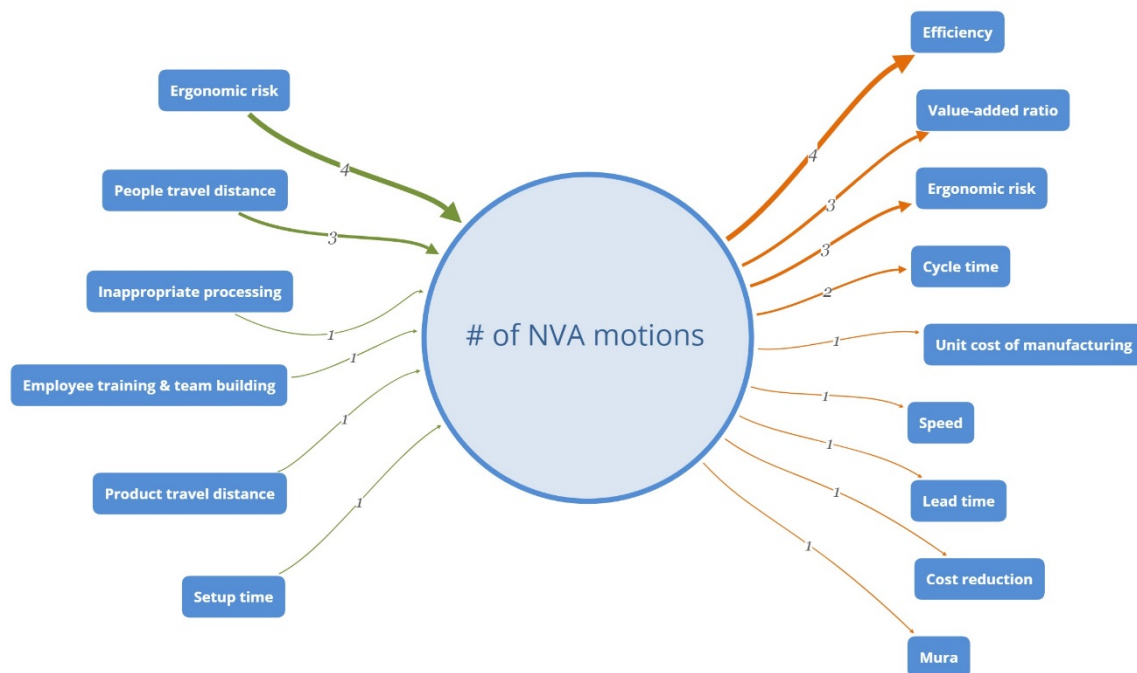 Efficiency
Ergonomic risk
Value-added ratio
4
4
People travel distance
Ergonomic risk
3
3
3
Inappropriate processing
Cycle time
2
1
# of NVA motions
1
Unit cost of manufacturing
Employee training & team building
1
1
Speed
1
1
Product travel distance
Lead time
1
1
1
Setup time
Cost reduction
Mura